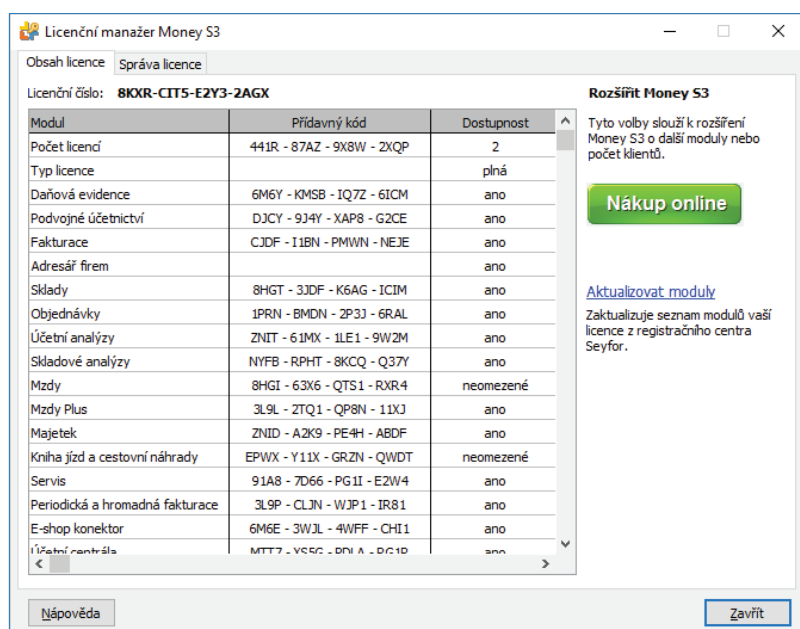 Licenční manažer Money S3
Obsah licence Správa licence
Licenční číslo: 8KXR-CIT5-E2Y3-2AGX
Modul Přídavný kód Dostupnost
Počet licencí 441R - 87AZ - 9X8W - 2XQP 2
Typ licence plná
Daňová evidence 6M6Y - KMSB - IQ7Z - 6ICM ano
Podvojné účetnictví DJCY - 9J4Y - XAP8 - G2CE ano
Fakturace CJDF - I1BN - PMWN - NEJE ano
Adresář firem ano
Sklady 8HGT - 3JDF - K6AG - ICIM ano
Objednávky 1PRN - BMDN - 2P3J - 6RAL ano
Účetní analýzy ZNIT - 61MX - 1LE1 - 9W2M ano
Skladové analýzy NYFB - RPHT - 8KCQ - Q37Y ano
Mzdy 8HGI - 63X6 - QTS1 - RXR4 neomezené
Mzdy Plus 3L9L - 2TQ1 - QP8N - 11XJ ano
Majetek ZNID - A2K9 - PE4H - ABDF ano
Kniha jízd a cestovní náhrady EPWX - Y11X - GRZN - QWDT neomezené
Servis 91A8 - 7D66 - PG1I - E2W4 ano
Periodická a hromadná fakturace 3L9P - CLJN - WJP1 - IR81 ano
E-shop konektor 6M6E - 3WJL - 4WFF - CHI1 ano
Účetní centrála ano
Rozšířit Money S3
Tyto volby slouží k rozšíření
Money S3 o další moduly nebo
počet klientů.
Nákup online
Aktualizovat moduly
Zaktualizuje seznam modulů vaší
licence z registračního centra
Seyfor.
Nápověda Zavřít